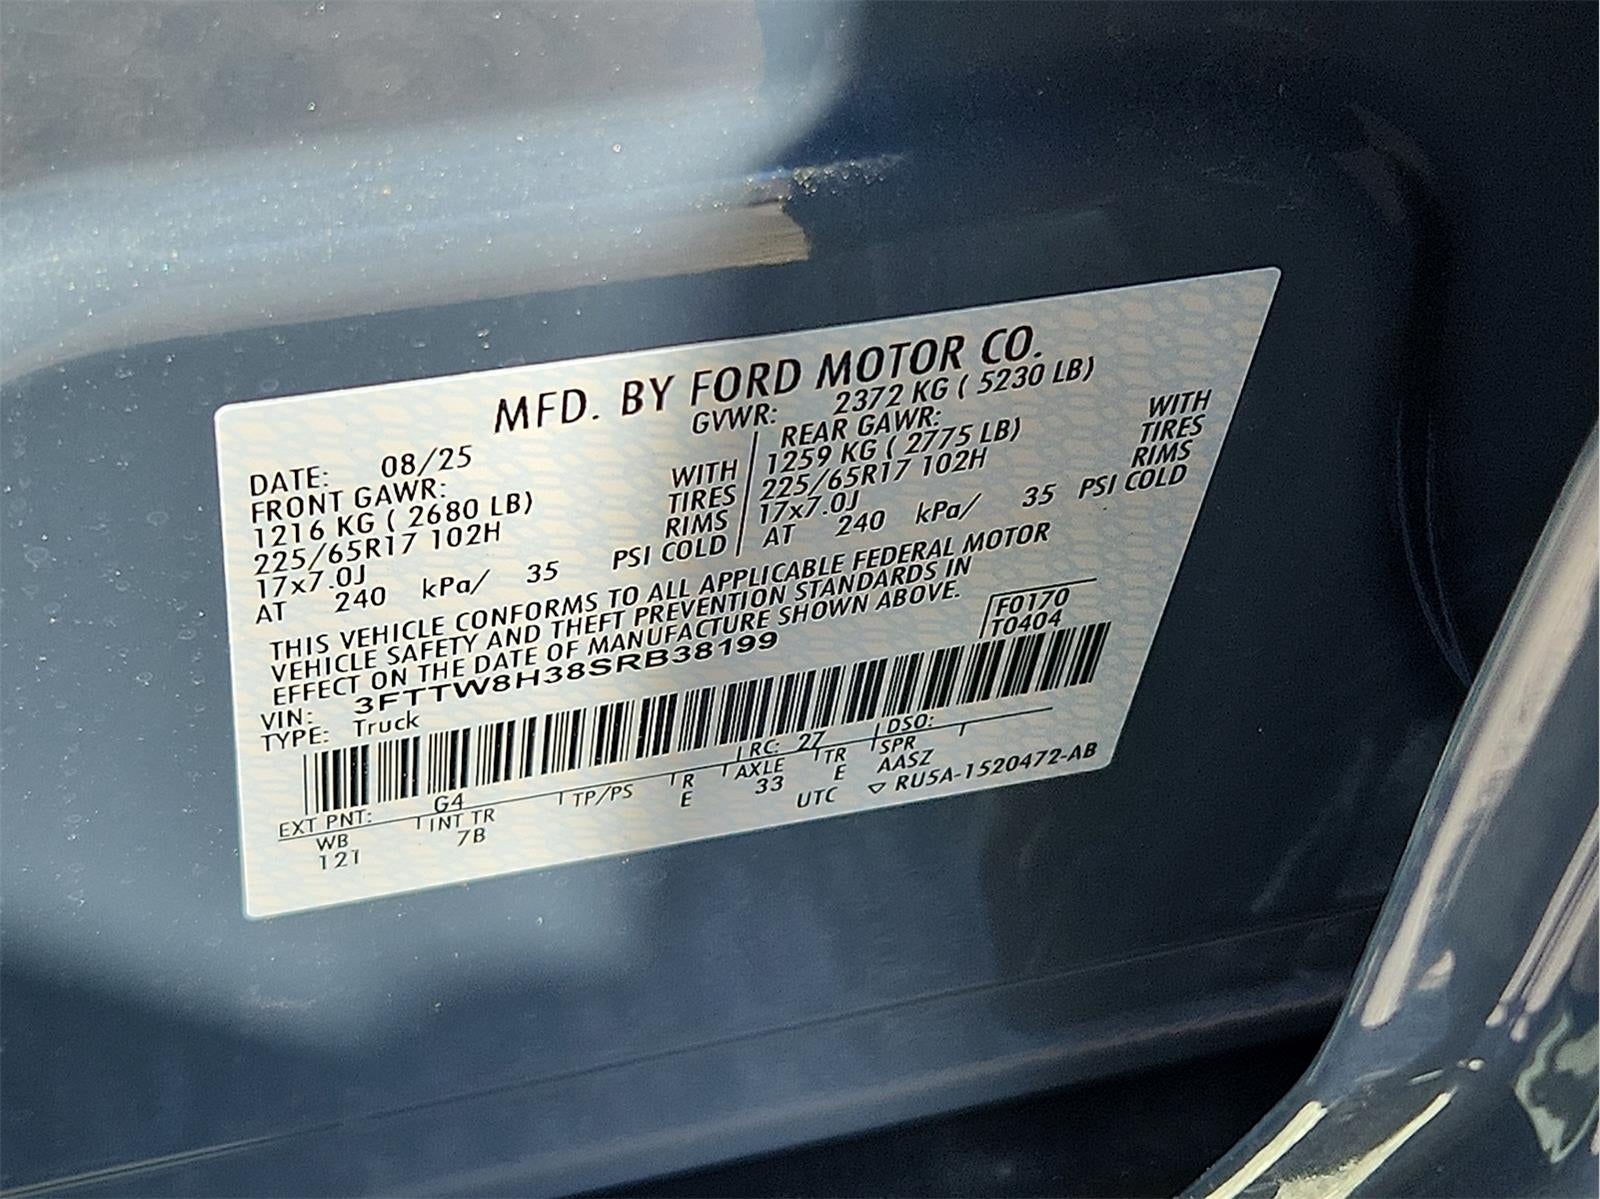 MFD. BY FORD MOTOR CO.
DATE: 08/25 GVWR: 2372 KG ( 5230 LB)
FRONT GAWR: REAR GAWR:
1216 KG ( 2680 LB) WITH 1259 KG ( 2775 LB) WITH
225/65R17 102H TIRES 225/65R17 102H TIRES
17x7.0J RIMS 17x7.0J RIMS
AT 240 kPa/ 35 PSI COLD AT 240 kPa/ 35 PSI COLD
THIS VEHICLE CONFORMS TO ALL APPLICABLE FEDERAL MOTOR
VEHICLE SAFETY AND THEFT PREVENTION STANDARDS IN
EFFECT ON THE DATE OF MANUFACTURE SHOWN ABOVE.
VIN: 3FTTW8H38SRB38199 F0170
TYPE: Truck T0404
EXT PNT: G4 RC: 27 DSO:
WB INT TR TP/PS R AXLE TR SPR
121 7B E 33 E AASZ
UTC ▽ RU5A-1520472-AB